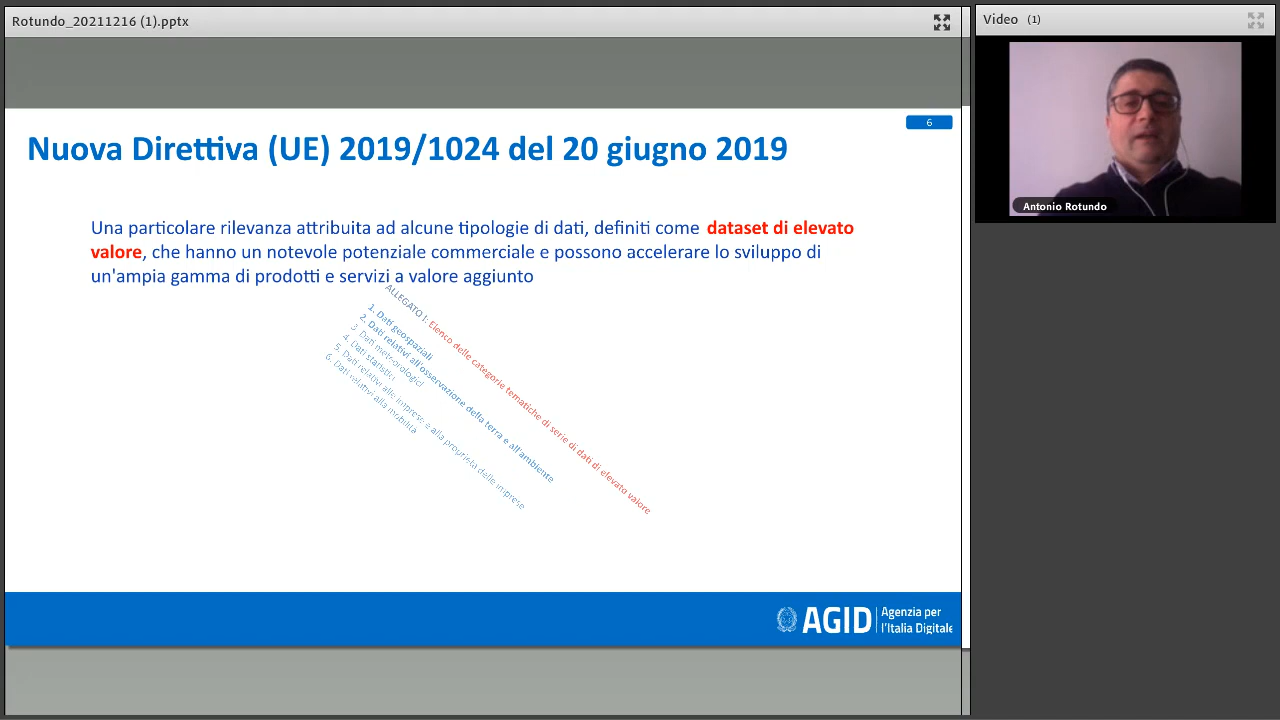 Rotundo_20211216 (1).pptx
Video (1)
Antonio Rotundo
6
Nuova Direttiva (UE) 2019/1024 del 20 giugno 2019
Una particolare rilevanza attribuita ad alcune tipologie di dati, definiti come dataset di elevato
valore, che hanno un notevole potenziale commerciale e possono accelerare lo sviluppo di
un'ampia gamma di prodotti e servizi a valore aggiunto
ALLEGATO I: Elenco delle categorie tematiche di serie di dati di elevato valore
1. Dati geospaziali
2. Dati relativi all'osservazione della terra e all'ambiente
3. Dati meteorologici
4. Dati statistici
5. Dati relativi alle imprese e alla proprietà delle imprese
6. Dati relativi alla mobilità
AGID
Agenzia per
l'Italia Digitale